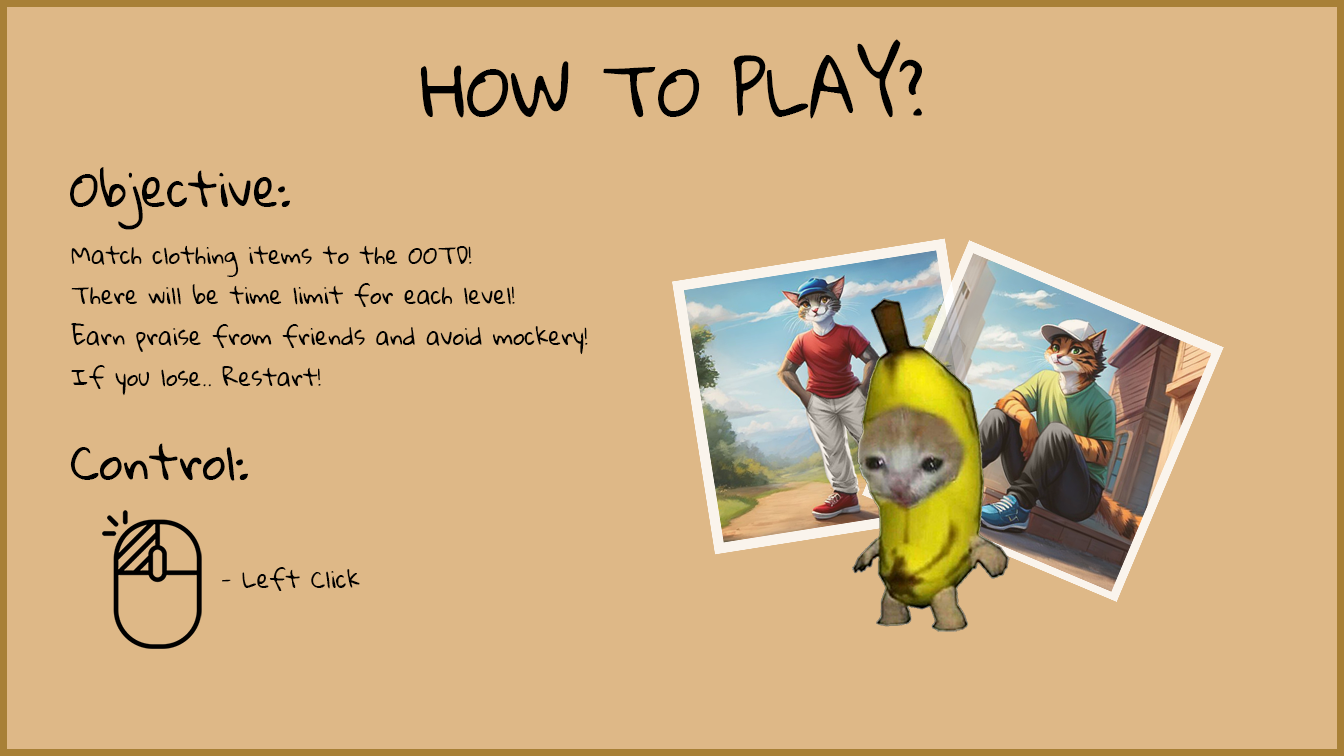 HOW TO PLAY?
Objective:
Match clothing items to the OOTD!
There will be time limit for each level!
Earn praise from friends and avoid mockery!
If you lose.. Restart!
Control:
- Left Click